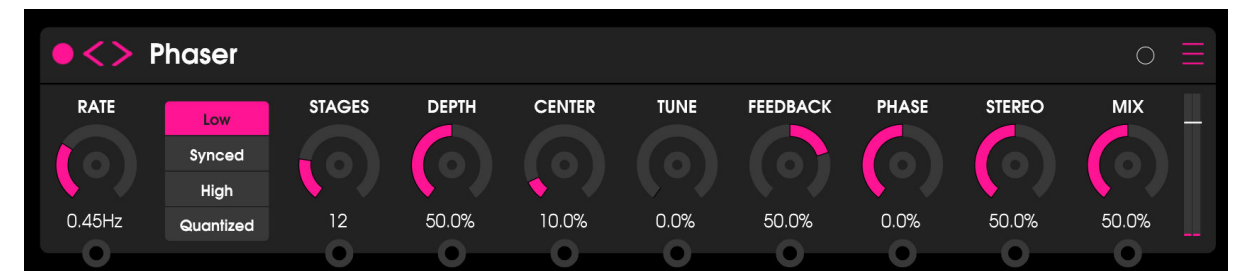 Phaser
RATE
Low
Synced
High
Quantized
STAGES
DEPTH
CENTER
TUNE
FEEDBACK
PHASE
STEREO
MIX
0.45Hz
12
50.0%
10.0%
0.0%
50.0%
0.0%
50.0%
50.0%